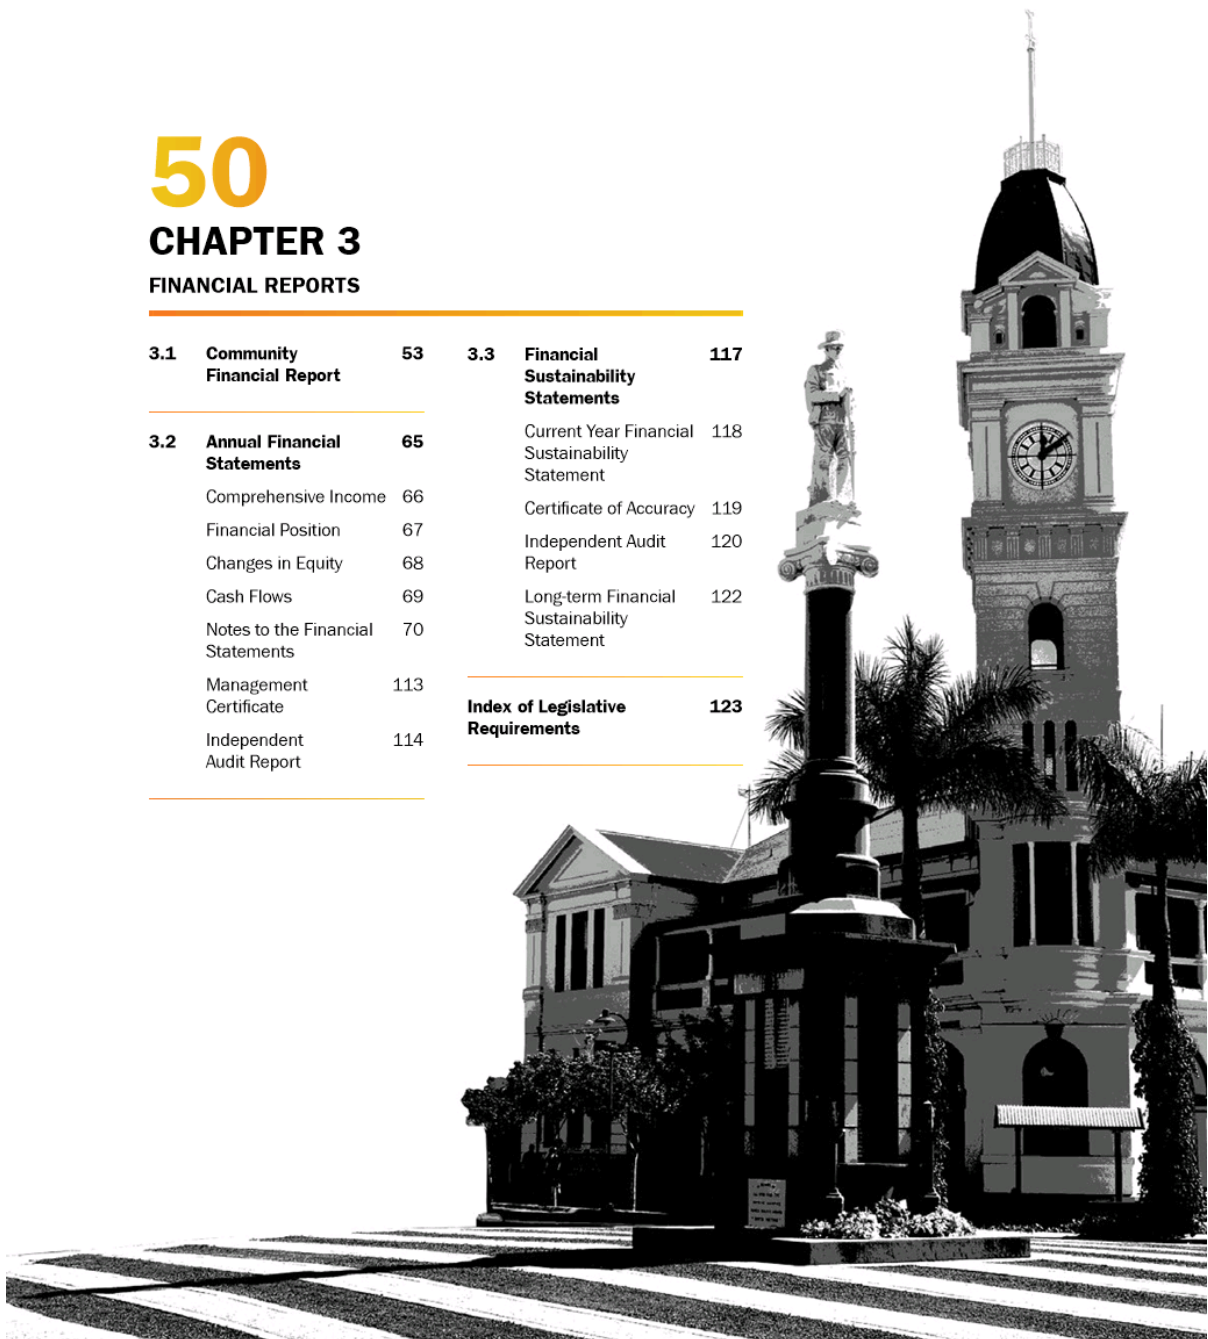 50
CHAPTER 3
FINANCIAL REPORTS
3.1 Community 53
Financial Report
3.2 Annual Financial 65
Statements
Comprehensive Income 66
Financial Position 67
Changes in Equity 68
Cash Flows 69
Notes to the Financial 70
Statements
Management 113
Certificate
Independent 114
Audit Report
3.3 Financial 117
Sustainability
Statements
Current Year Financial 118
Sustainability
Statement
Certificate of Accuracy 119
Independent Audit 120
Report
Long-term Financial 122
Sustainability
Statement
Index of Legislative 123
Requirements